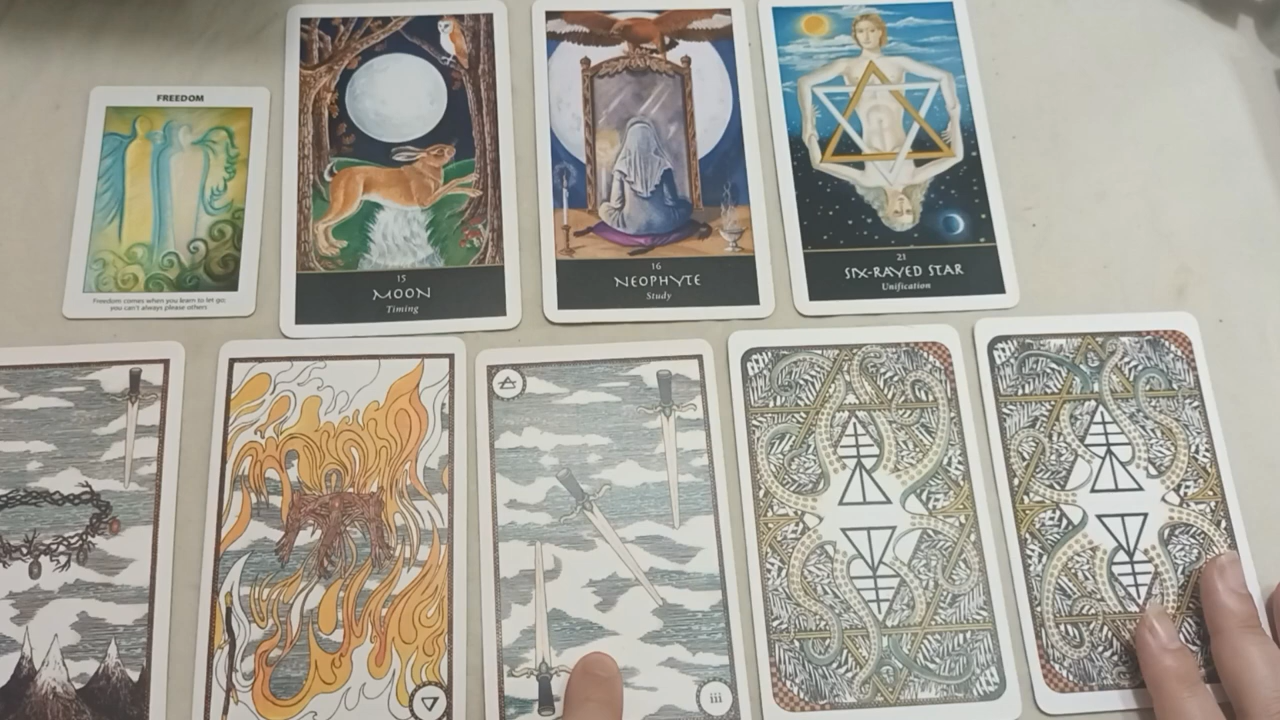 FREEDOM
Freedom comes when you learn to let go;
you can't always please others
15
MOON
Timing
16
NEOPHYTE
Study
21
SIX-RAYED STAR
Unification
iii